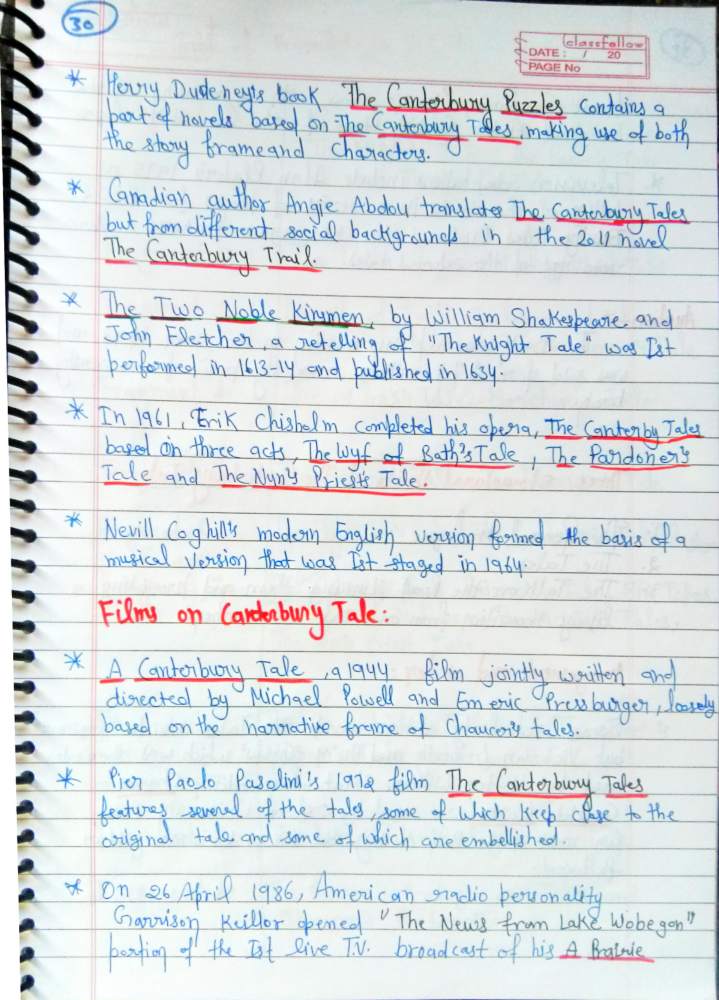 30
classfellow
DATE: / 20
PAGE No
* Henry Dudeney's book The Canterbury Puzzles contains a
part of novels based on The Canterbury Tales, making use of both
the story frame and characters.
* Canadian author Angie Abdou translates The Canterbury Tales
but from different social backgrounds in the 2011 novel
The Canterbury Trail.
* The Two Noble Kinsmen, by William Shakespeare and
John Fletcher, a retelling of "The Knight Tale" was Ist
performed in 1613-14 and published in 1634.
* In 1961, Erik Chisholm completed his opera, The Canterby Tales
based on three acts, The Wyf of Bath's Tale, The Pardoner's
Tale and The Nun's Priests Tale.
* Nevill Coghill's modern English version formed the basis of a
musical version that was Ist staged in 1964.
Films on Canterbury Tale:
* A Canterbury Tale, a 1944 film jointly written and
directed by Michael Powell and Emeric Pressburger, loosely
based on the narrative frame of Chaucer's tales.
* Pier Paolo Pasolini's 1972 film The Canterbury Tales
features several of the tales, some of which keep close to the
original tale and some of which are embellished.
* On 26 April 1986, American radio personality
Garrison Keillor opened "The News from Lake Wobegon"
portion of the Ist live T.V. broadcast of his A Prairie